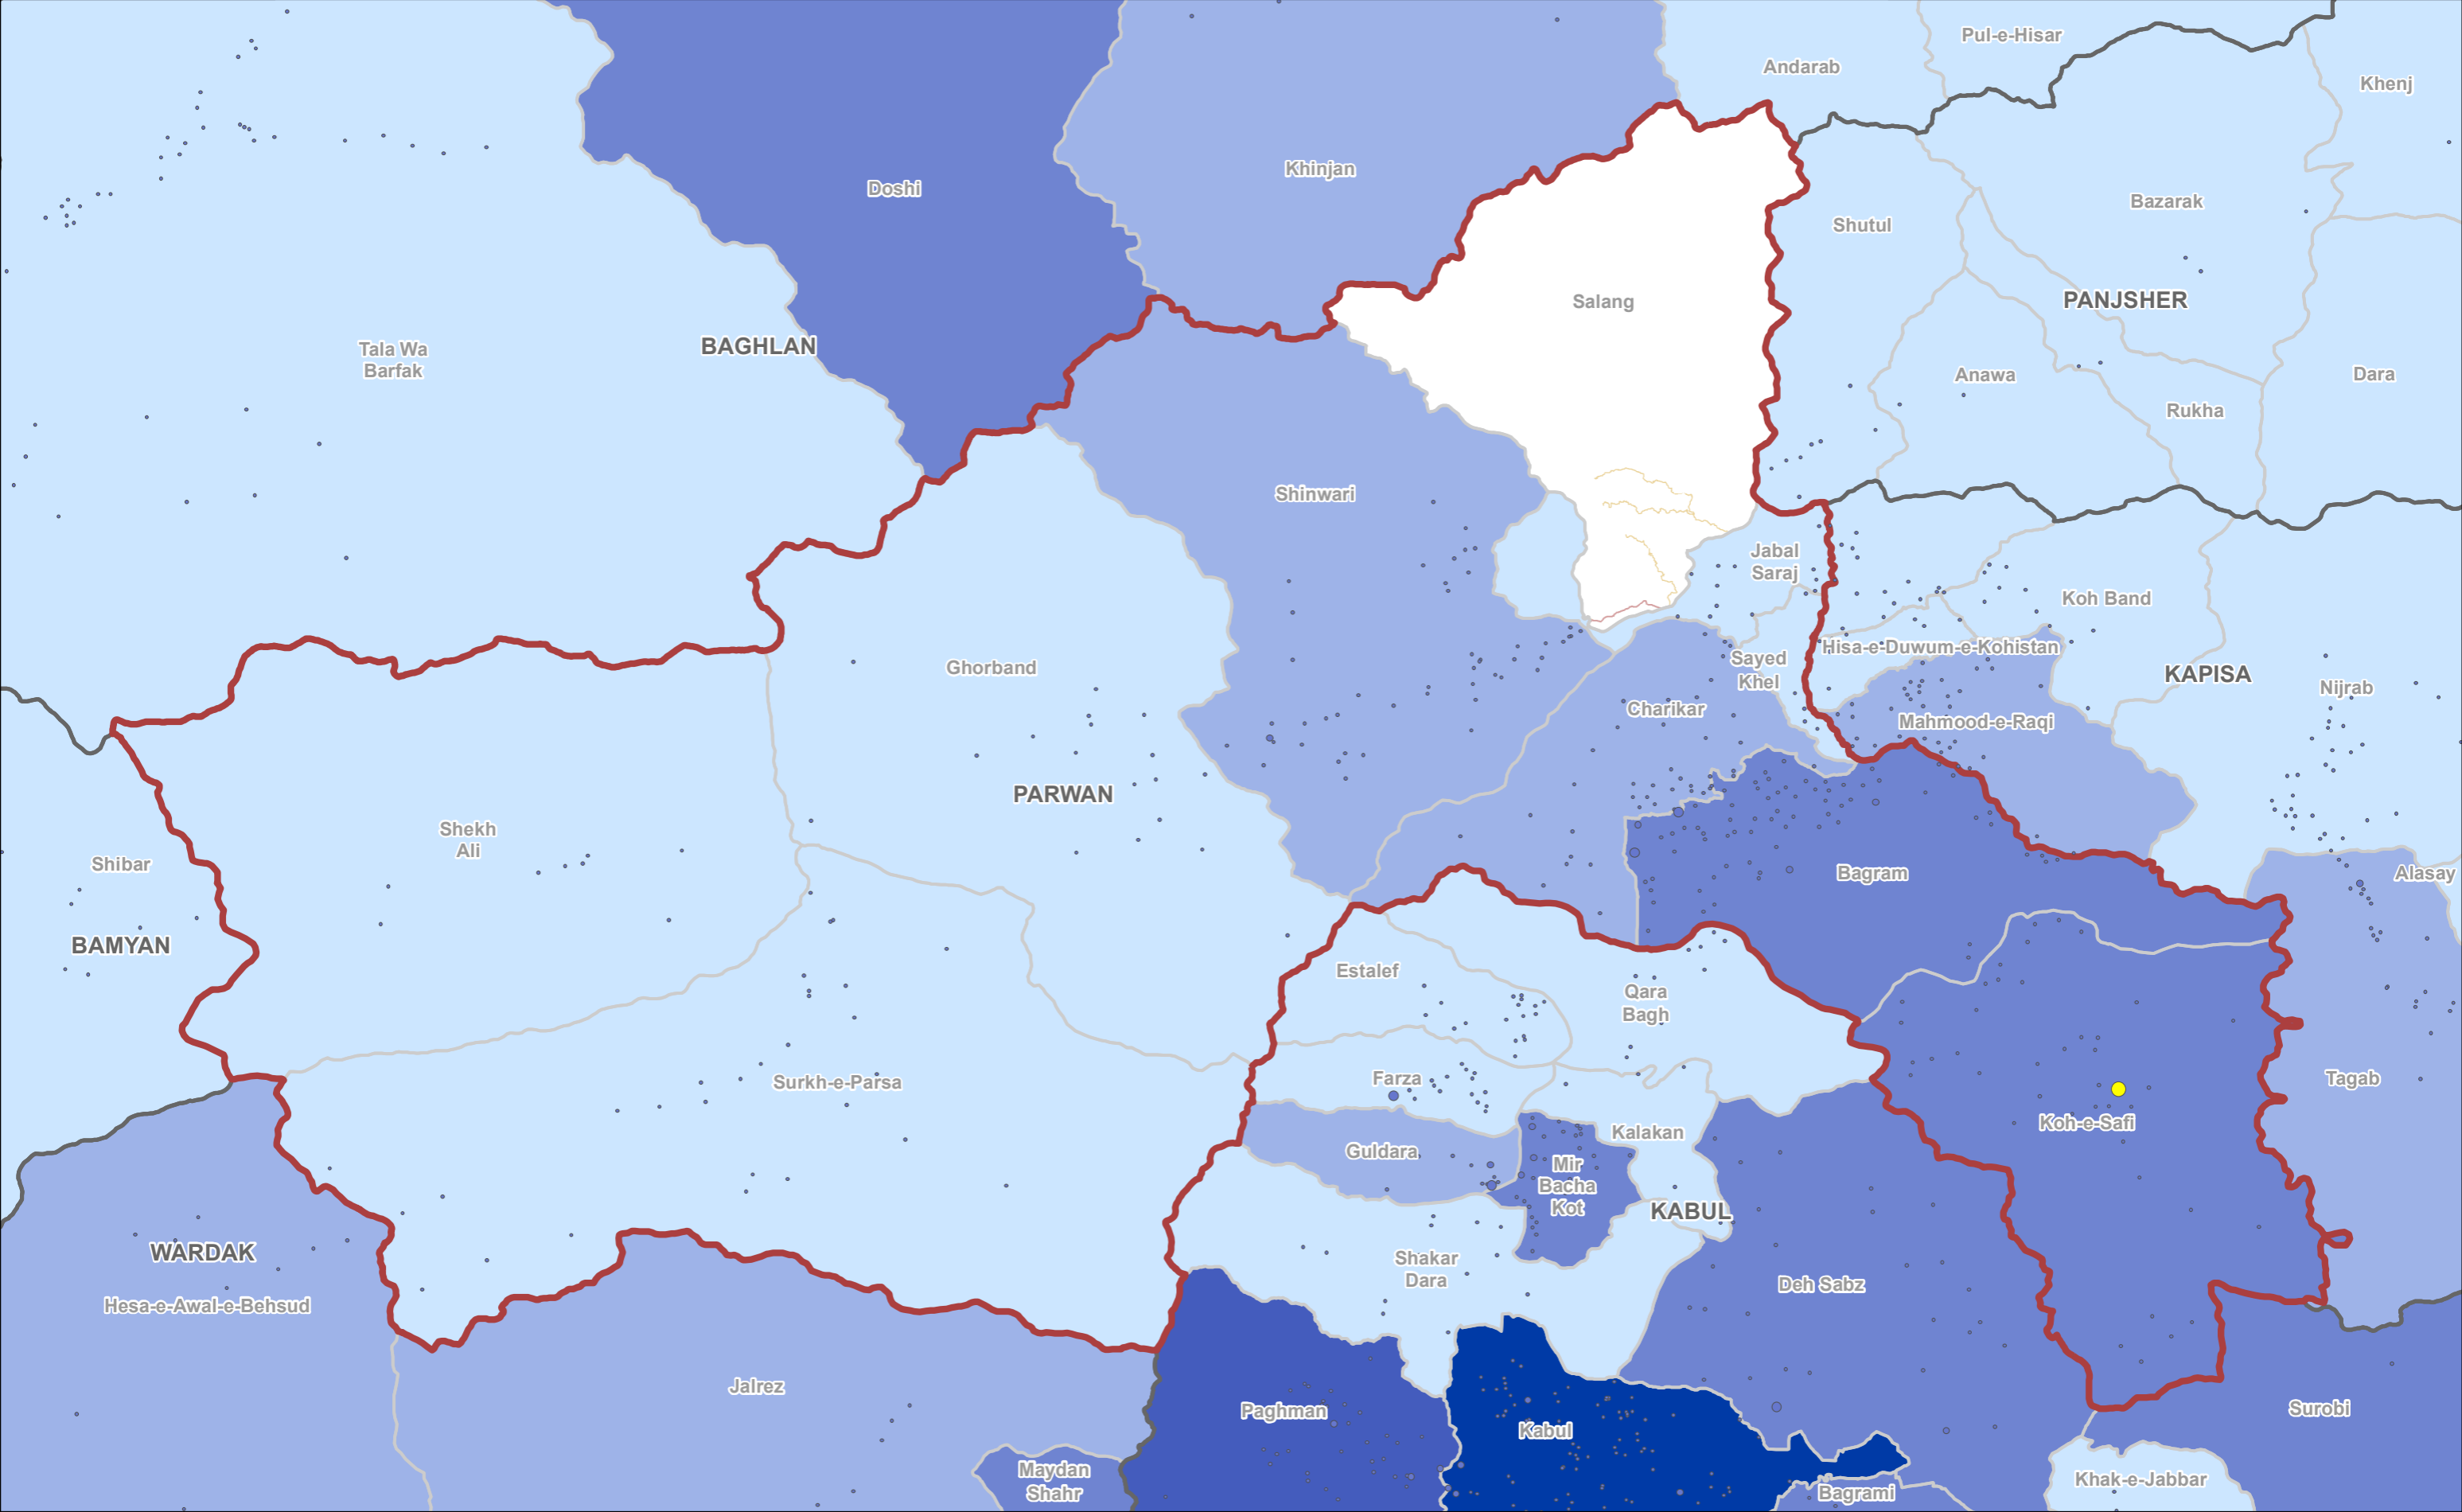 Pul-e-Hisar
Andarab
Khenj
Khinjan
Doshi
Bazarak
Shutul
PANJSHER
Salang
BAGHLAN
Tala Wa
Barfak
Anawa
Dara
Rukha
Shinwari
Jabal
Saraj
Koh Band
Hisa-e-Duwum-e-Kohistan
Ghorband
Sayed
Khel
KAPISA
Nijrab
Charikar
Mahmood-e-Raqi
PARWAN
Shekh
Ali
Shibar
Bagram
Alasay
BAMYAN
Estalef
Qara
Bagh
Farza
Surkh-e-Parsa
Tagab
Koh-e-Safi
Kalakan
Guldara
Mir
Bacha
Kot
KABUL
WARDAK
Shakar
Dara
Deh Sabz
Hesa-e-Awal-e-Behsud
Jalrez
Paghman
Surobi
Kabul
Maydan
Shahr
Khak-e-Jabbar
Bagrami